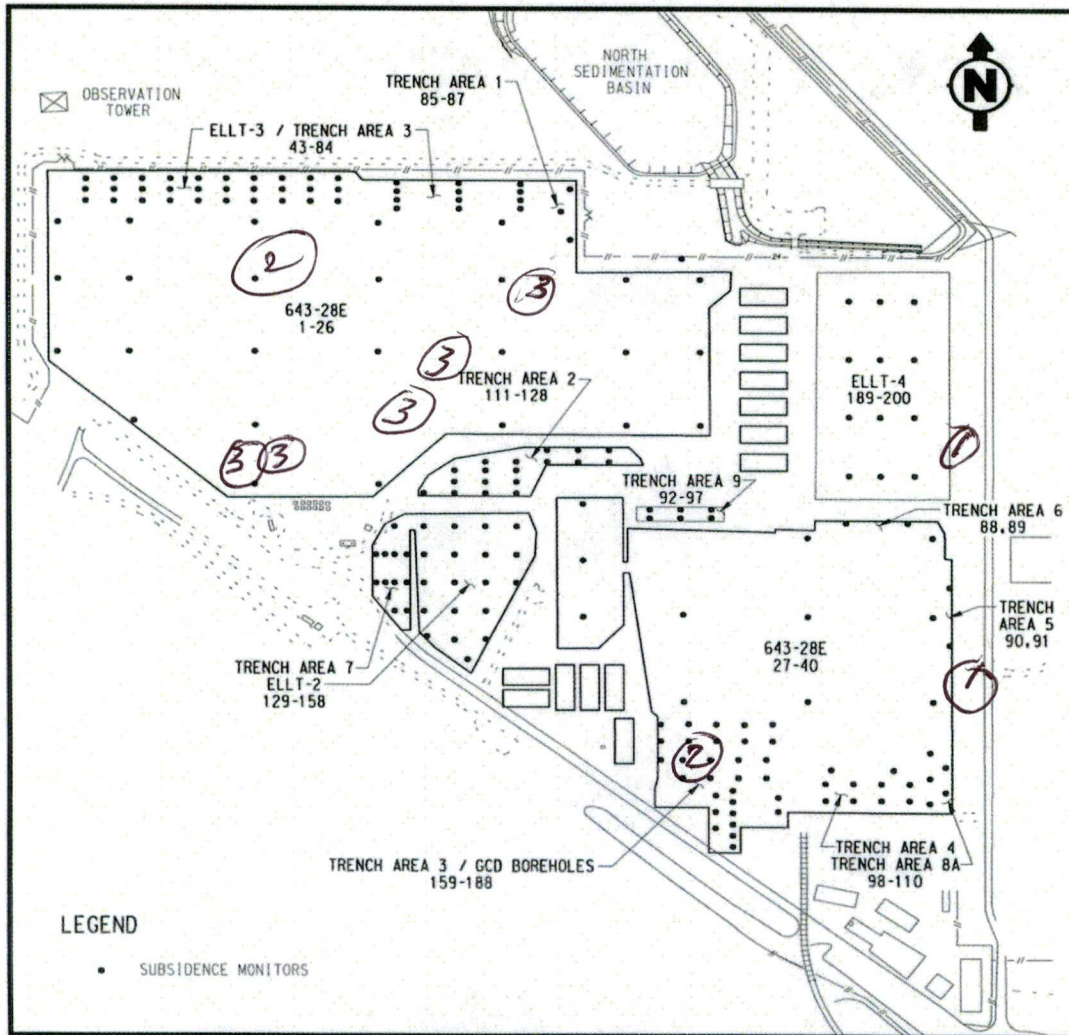 NORTH
SEDIMENTATION
BASIN
N
TRENCH AREA 1
85-87
OBSERVATION
TOWER
ELLT-3 / TRENCH AREA 3
43-84
2
3
24
643-28E
1-26
3
TRENCH AREA 2
111-128
ELLT-4
189-200
3
1
3 3
TRENCH AREA 9
92-97
TRENCH AREA 6
88,89
TRENCH
AREA 5
90,91
643-28E
27-40
TRENCH AREA 7
ELLT-2
129-158
1
2
TRENCH AREA 3 / GCD BOREHOLES
159-188
TRENCH AREA 4
TRENCH AREA 8A
98-110
LEGEND
SUBSIDENCE MONITORS